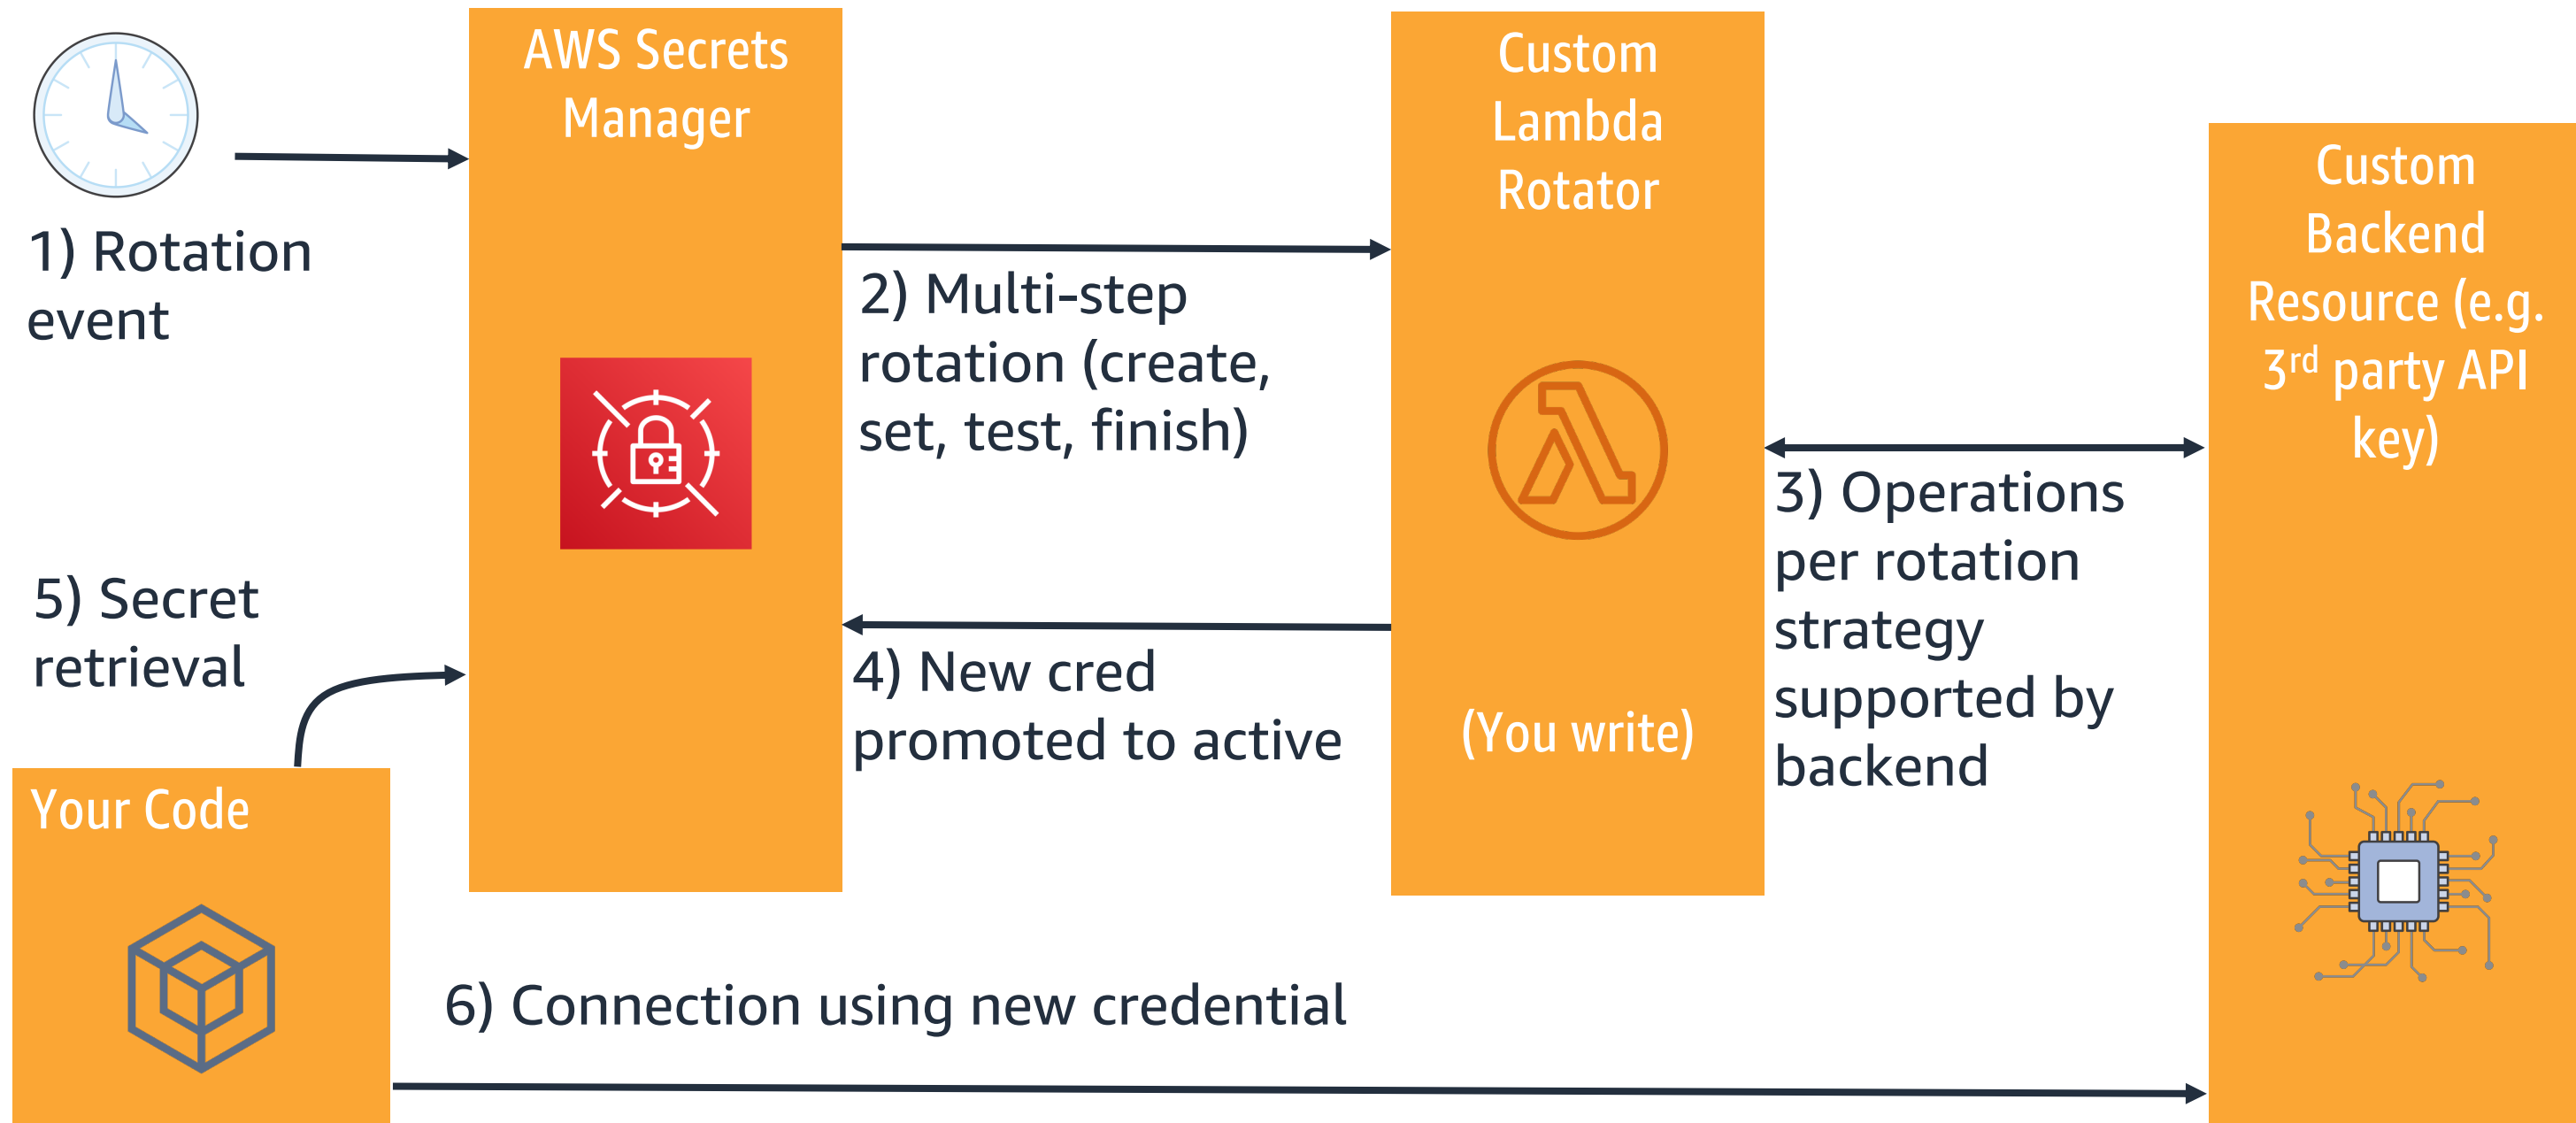 AWS Secrets
Manager
Custom
Lambda
Rotator
(You write)
Custom
Backend
Resource (e.g.
3rd party API
key)
1) Rotation
event
2) Multi-step
rotation (create,
set, test, finish)
3) Operations
per rotation
strategy
supported by
backend
4) New cred
promoted to active
5) Secret
retrieval
Your Code
6) Connection using new credential